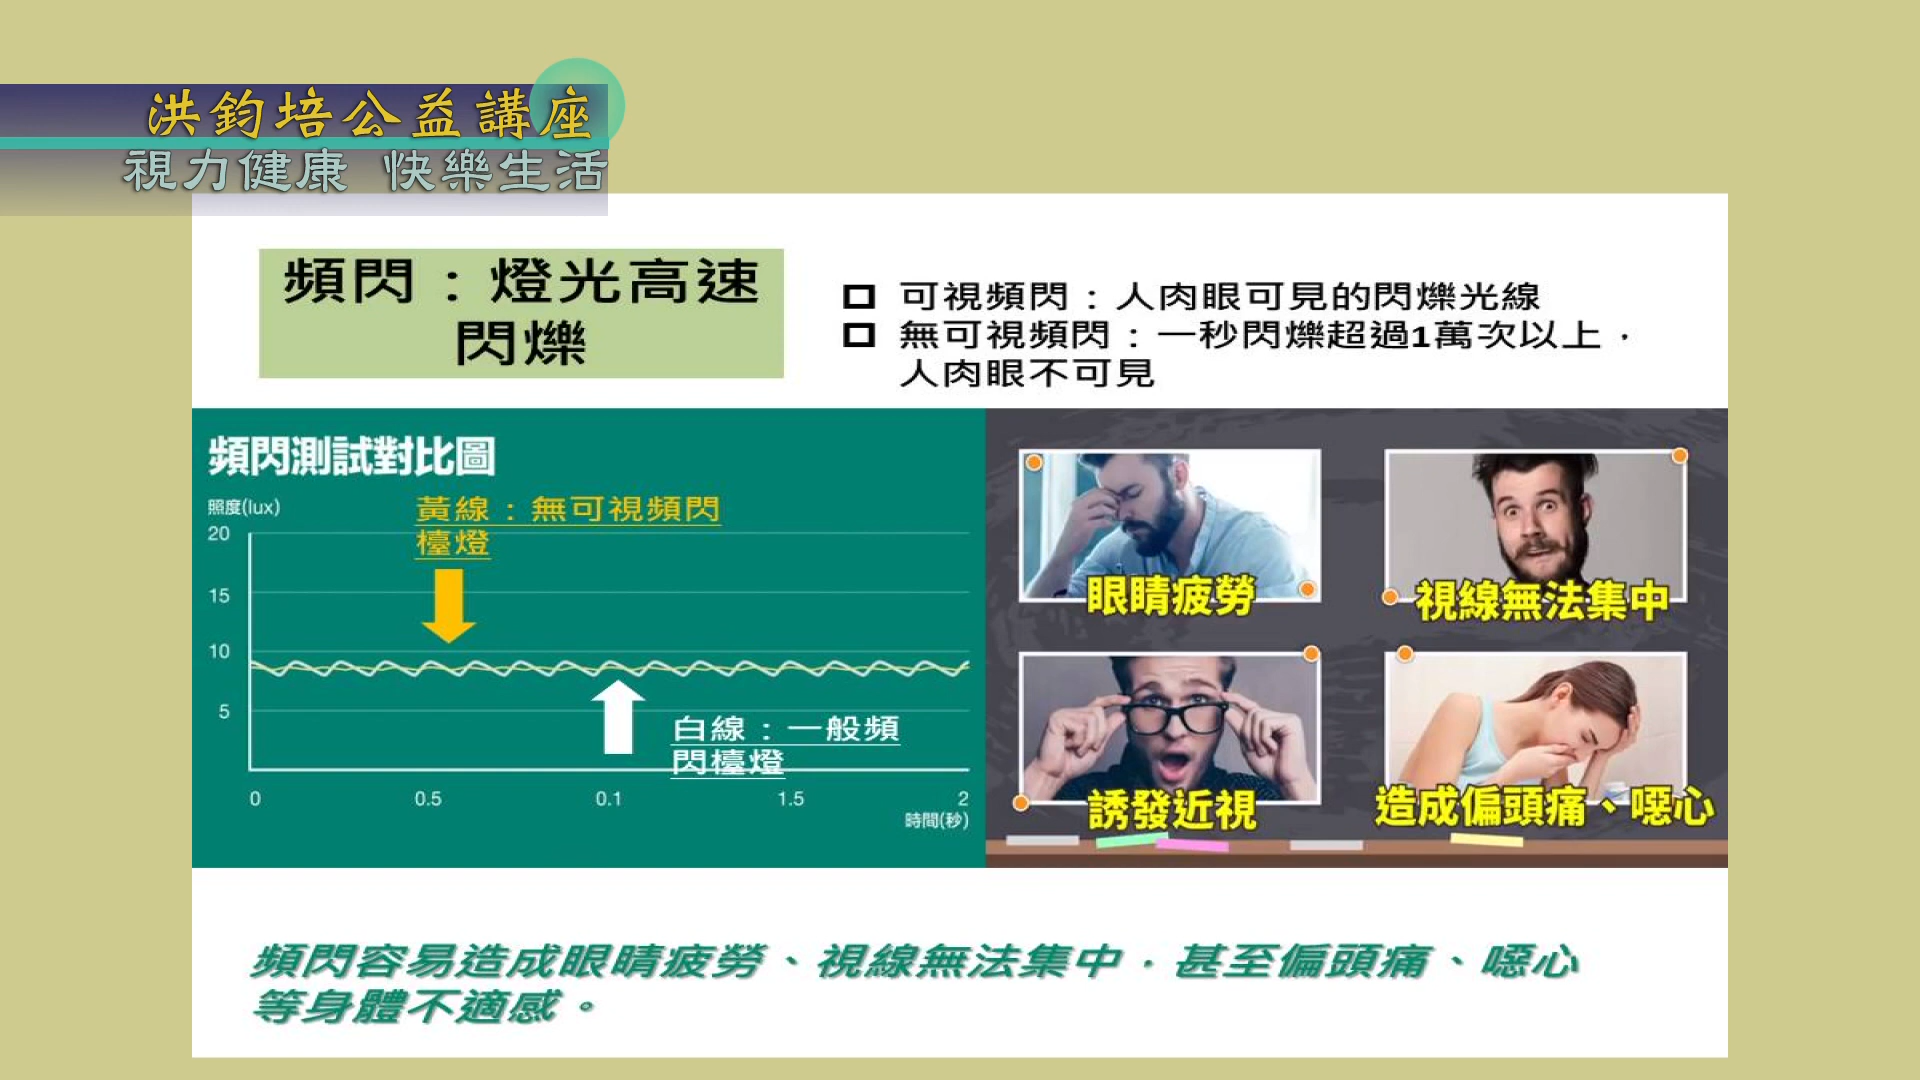 洪鈞培公益講座
視力健康 快樂生活
頻閃：燈光高速
閃爍
可視頻閃：人肉眼可見的閃爍光線
無可視頻閃：一秒閃爍超過1萬次以上，
人肉眼不可見
頻閃測試對比圖
照度(lux)
黃線：無可視頻閃
檯燈
20
15
10
5
白線：一般頻
閃檯燈
0 0.5 0.1 1.5 2
時間(秒)
眼睛疲勞
視線無法集中
誘發近視
造成偏頭痛、噁心
頻閃容易造成眼睛疲勞、視線無法集中，甚至偏頭痛、噁心
等身體不適感。